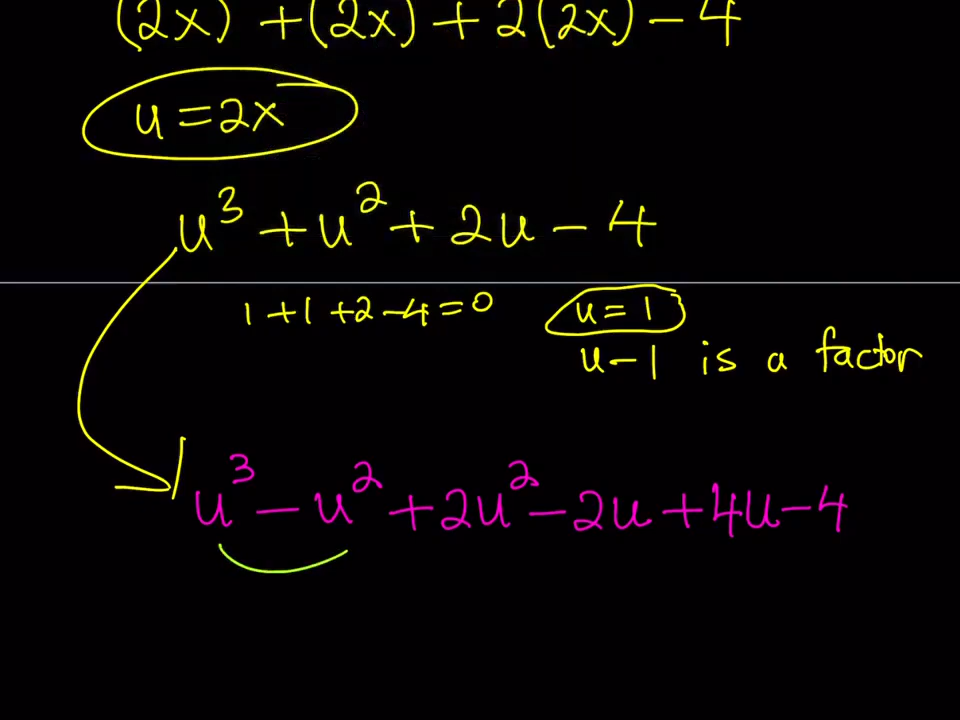 (2x) + (2x) + 2(2x) - 4
u = 2x
u³ + u² + 2u - 4
1 + 1 + 2 - 4 = 0 u = 1
u - 1 is a factor
u³ - u² + 2u² - 2u + 4u - 4